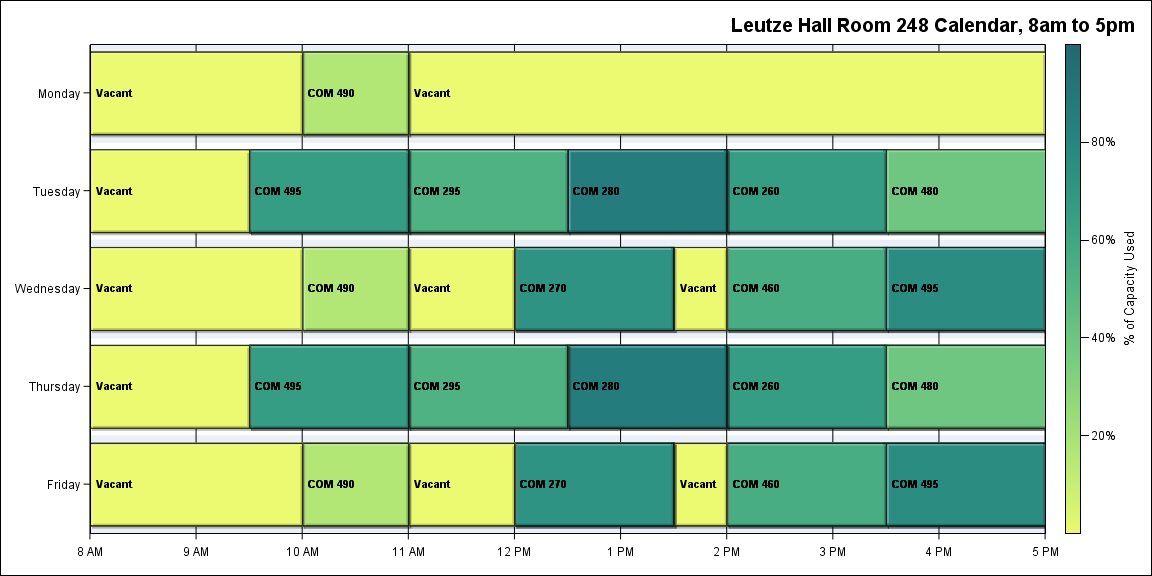 Leutze Hall Room 248 Calendar, 8am to 5pm
Monday
Vacant
COM 490
Vacant
Tuesday
Vacant
COM 495
COM 295
COM 280
COM 260
COM 480
Wednesday
Vacant
COM 490
Vacant
COM 270
Vacant
COM 460
COM 495
Thursday
Vacant
COM 495
COM 295
COM 280
COM 260
COM 480
Friday
Vacant
COM 490
Vacant
COM 270
Vacant
COM 460
COM 495
8 AM
9 AM
10 AM
11 AM
12 PM
1 PM
2 PM
3 PM
4 PM
5 PM
80%
60%
40%
20%
% of Capacity Used